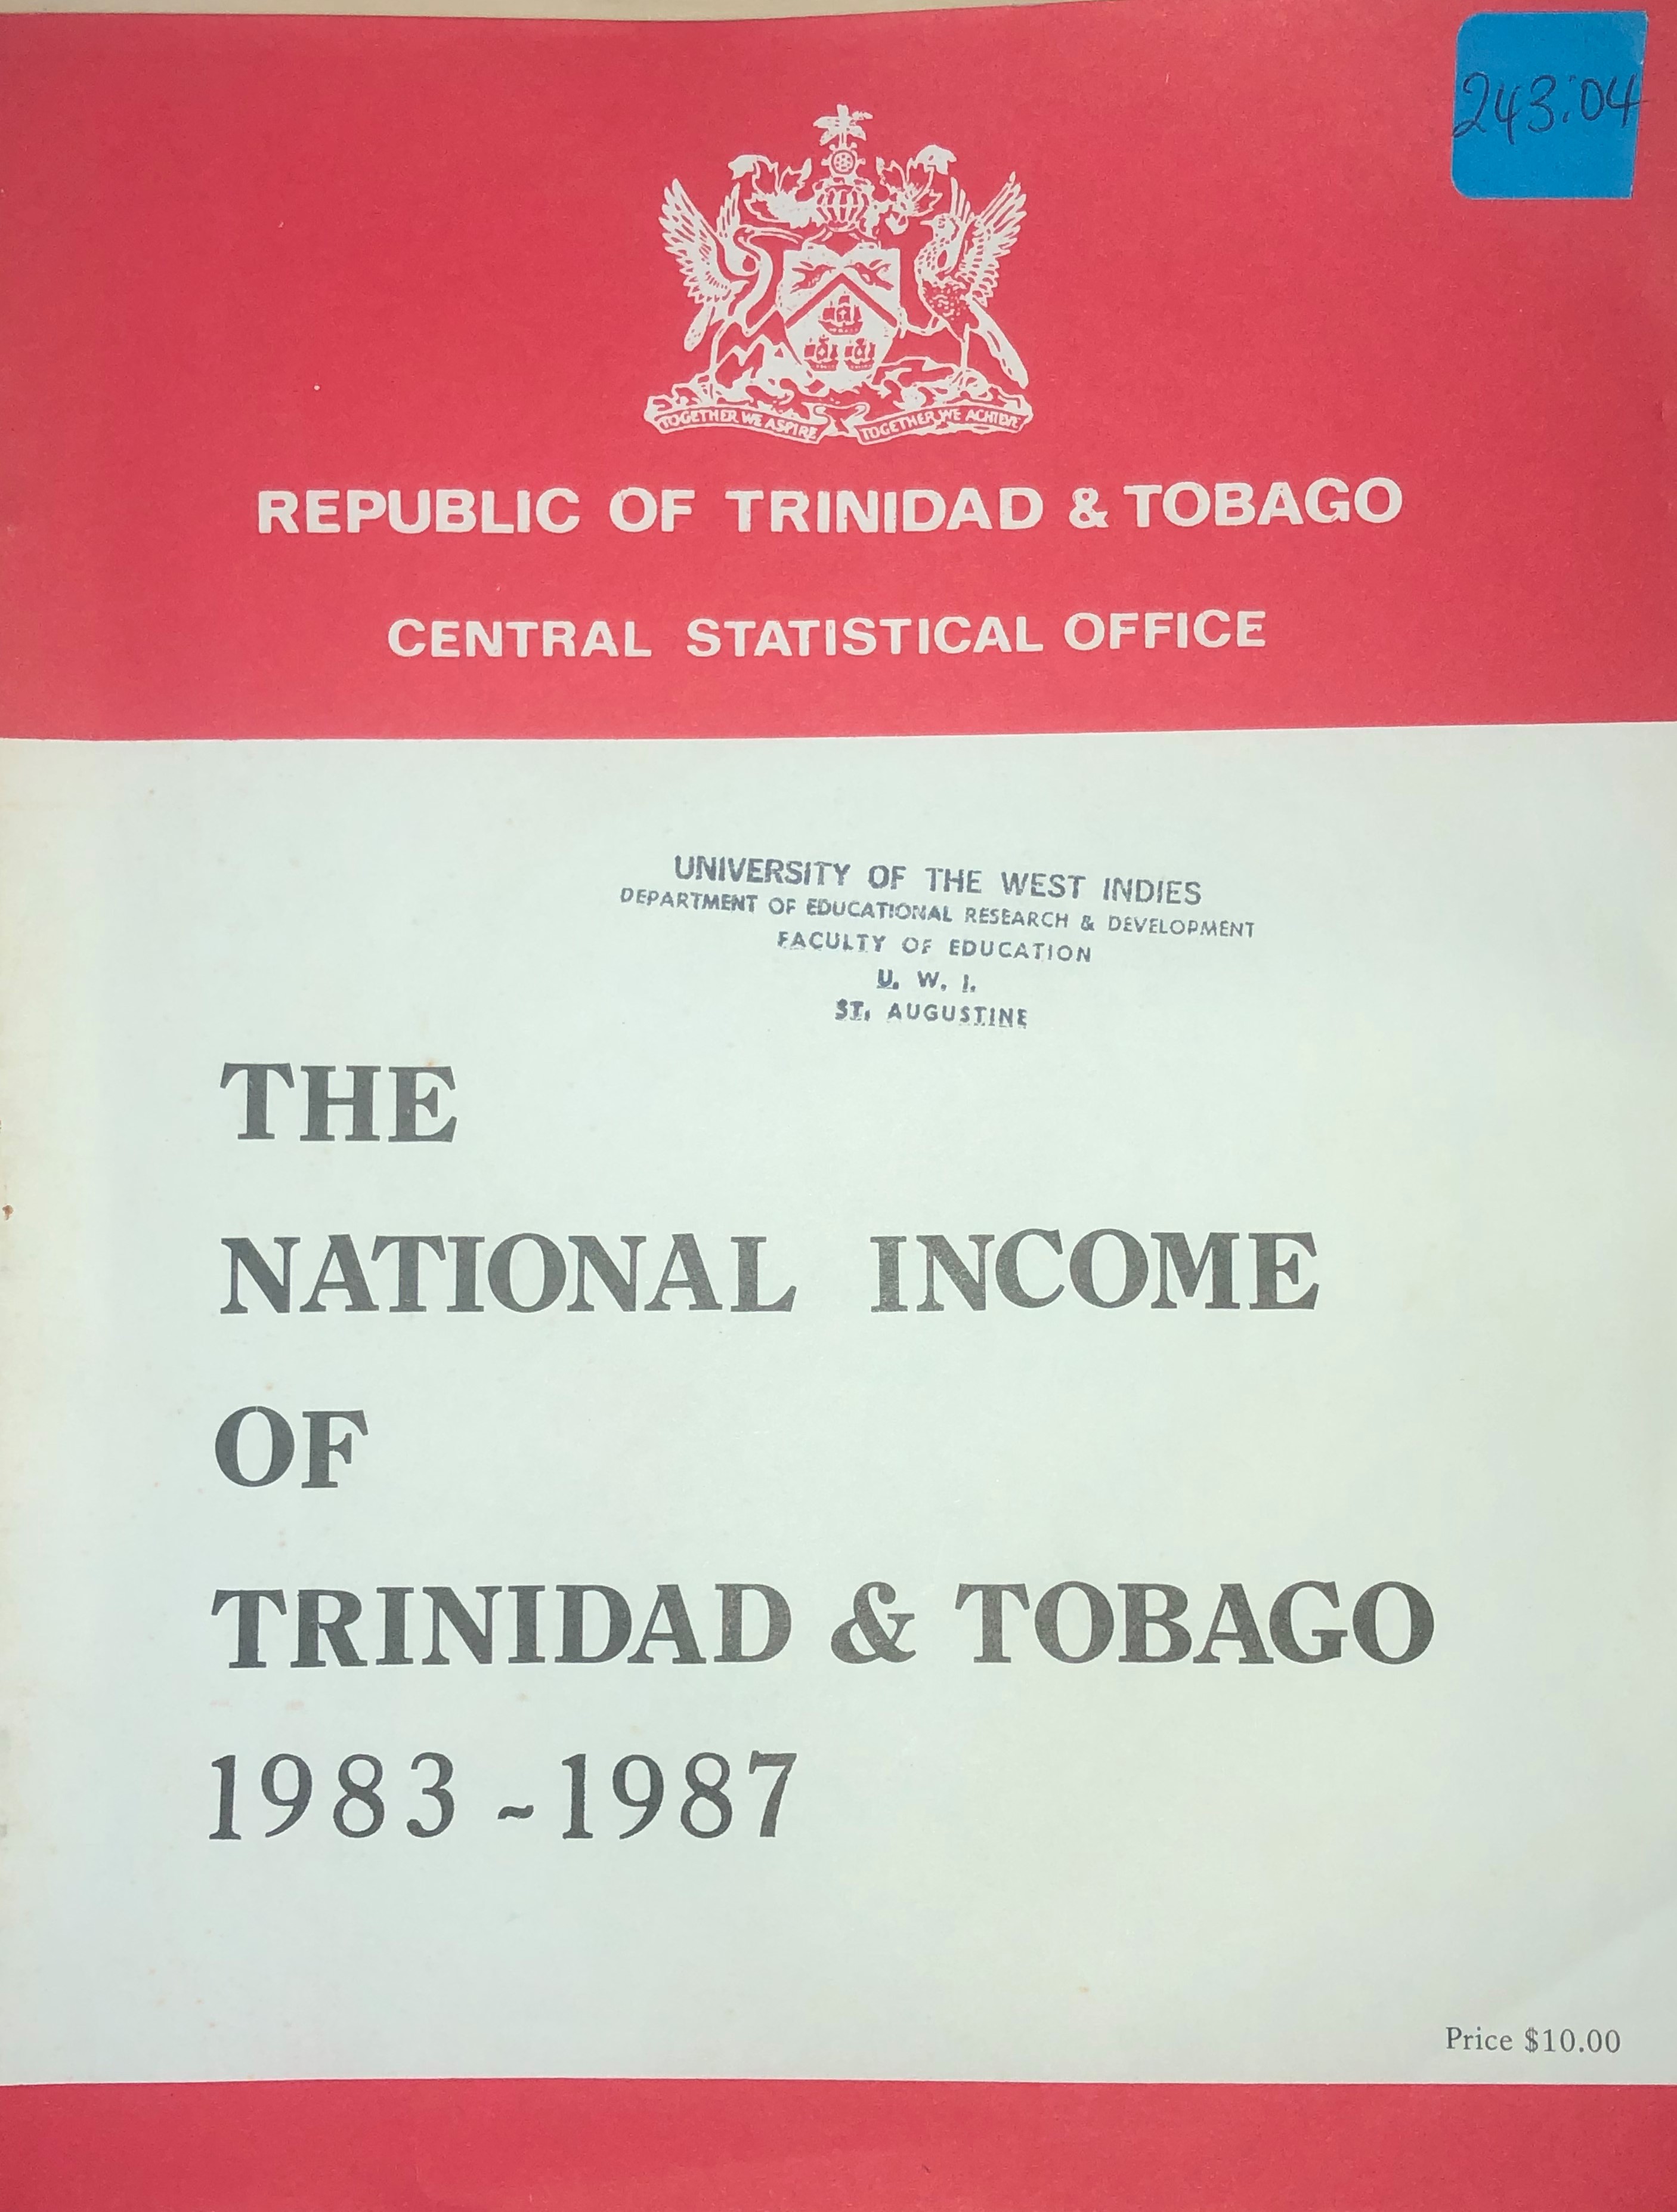 243:04
TOGETHER WE ASPIRE TOGETHER WE ACHIEVE
REPUBLIC OF TRINIDAD & TOBAGO
CENTRAL STATISTICAL OFFICE
UNIVERSITY OF THE WEST INDIES
DEPARTMENT OF EDUCATIONAL RESEARCH & DEVELOPMENT
FACULTY OF EDUCATION
U. W. I.
ST. AUGUSTINE
THE
NATIONAL INCOME
OF
TRINIDAD & TOBAGO
1983 ~ 1987
Price $10.00